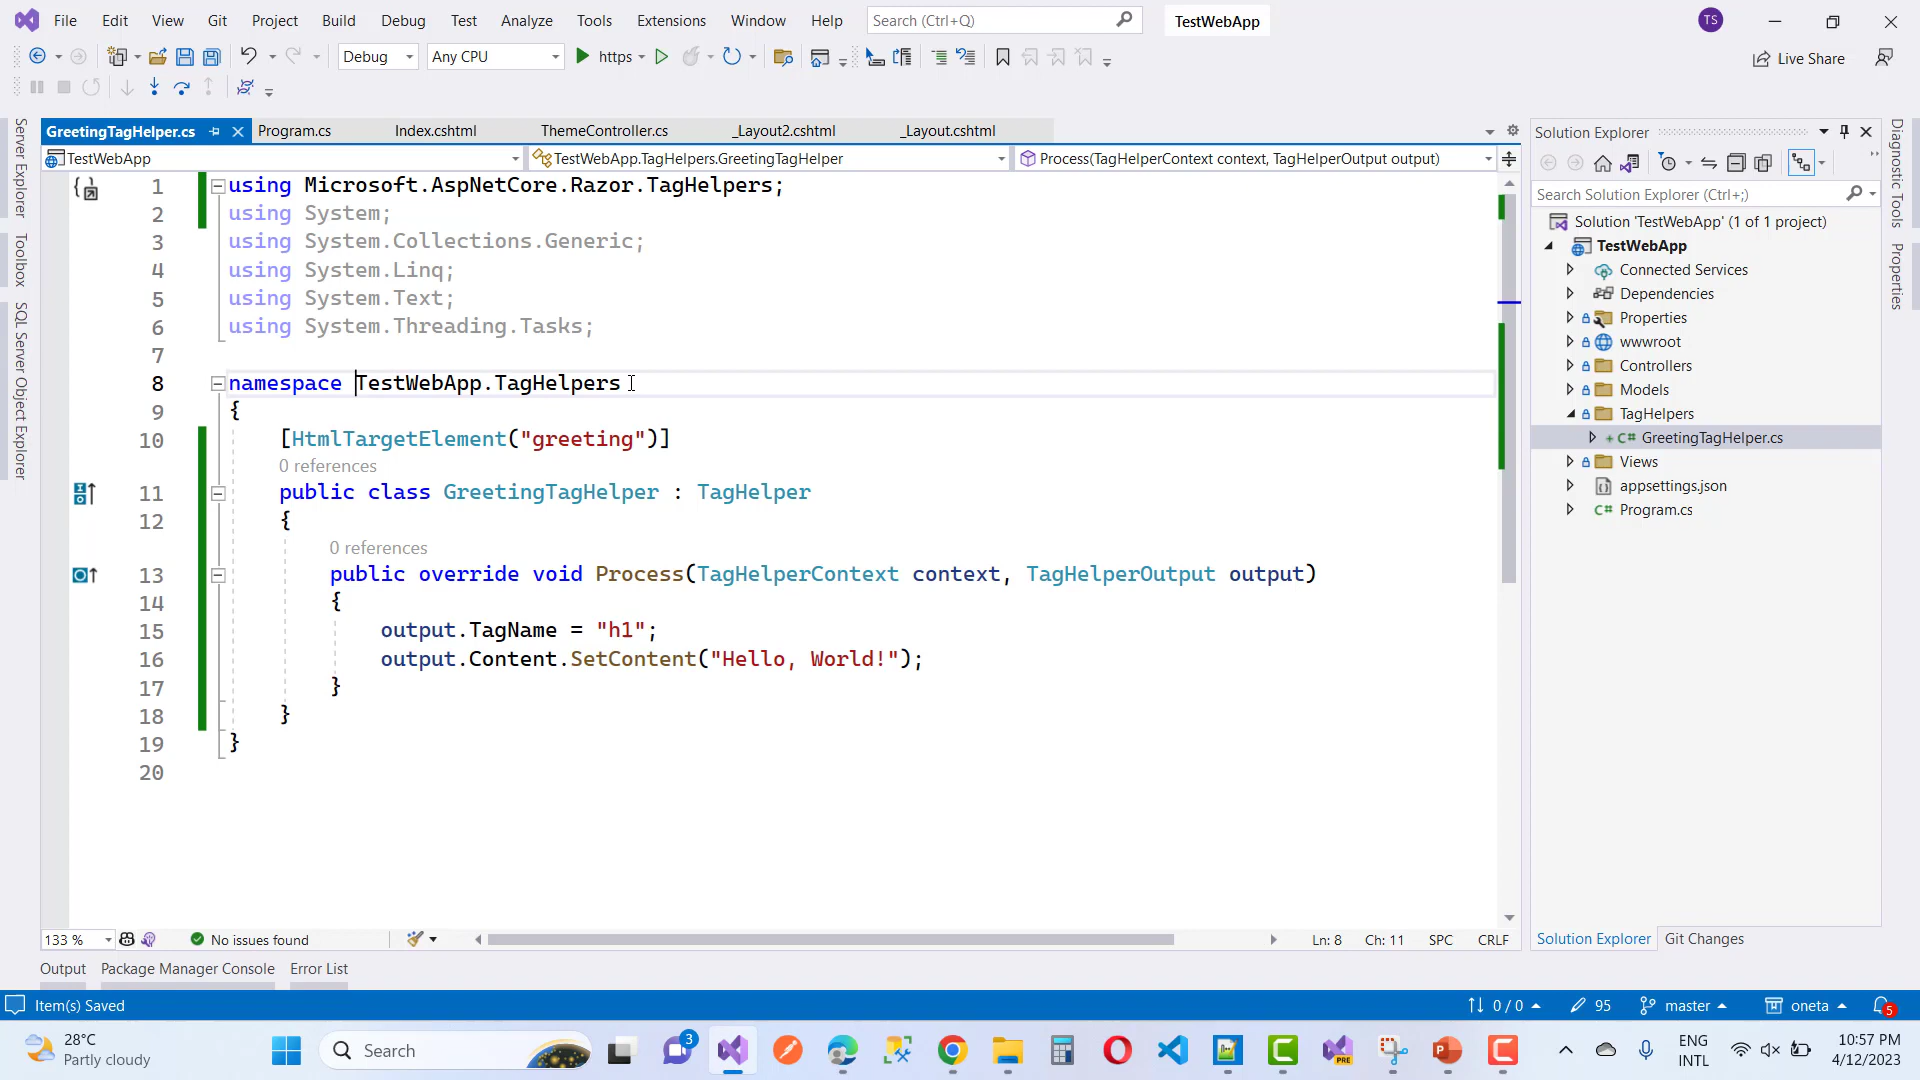 File Edit View Git Project Build Debug Test Analyze Tools Extensions Window Help Search (Ctrl+Q) TestWebApp TS
Debug Any CPU https Live Share
GreetingTagHelper.cs Program.cs Index.cshtml ThemeController.cs _Layout2.cshtml _Layout.cshtml
TestWebApp TestWebApp.TagHelpers.GreetingTagHelper Process(TagHelperContext context, TagHelperOutput output)
Server Explorer
Toolbox
SQL Server Object Explorer
1 using Microsoft.AspNetCore.Razor.TagHelpers;
2 using System;
3 using System.Collections.Generic;
4 using System.Linq;
5 using System.Text;
6 using System.Threading.Tasks;
7
8 namespace TestWebApp.TagHelpers
9 {
10 [HtmlTargetElement("greeting")]
0 references
11 public class GreetingTagHelper : TagHelper
12 {
0 references
13 public override void Process(TagHelperContext context, TagHelperOutput output)
14 {
15 output.TagName = "h1";
16 output.Content.SetContent("Hello, World!");
17 }
18 }
19 }
20
133 % No issues found Ln: 8 Ch: 11 SPC CRLF
Solution Explorer
Search Solution Explorer (Ctrl+;)
Solution 'TestWebApp' (1 of 1 project)
TestWebApp
Connected Services
Dependencies
Properties
wwwroot
Controllers
Models
TagHelpers
C# GreetingTagHelper.cs
Views
appsettings.json
C# Program.cs
Solution Explorer Git Changes
Diagnostic Tools
Properties
Output Package Manager Console Error List
Item(s) Saved 0 / 0 95 master oneta 5
28°C
Partly cloudy
Search
3
PRE
ENG
INTL
10:57 PM
4/12/2023